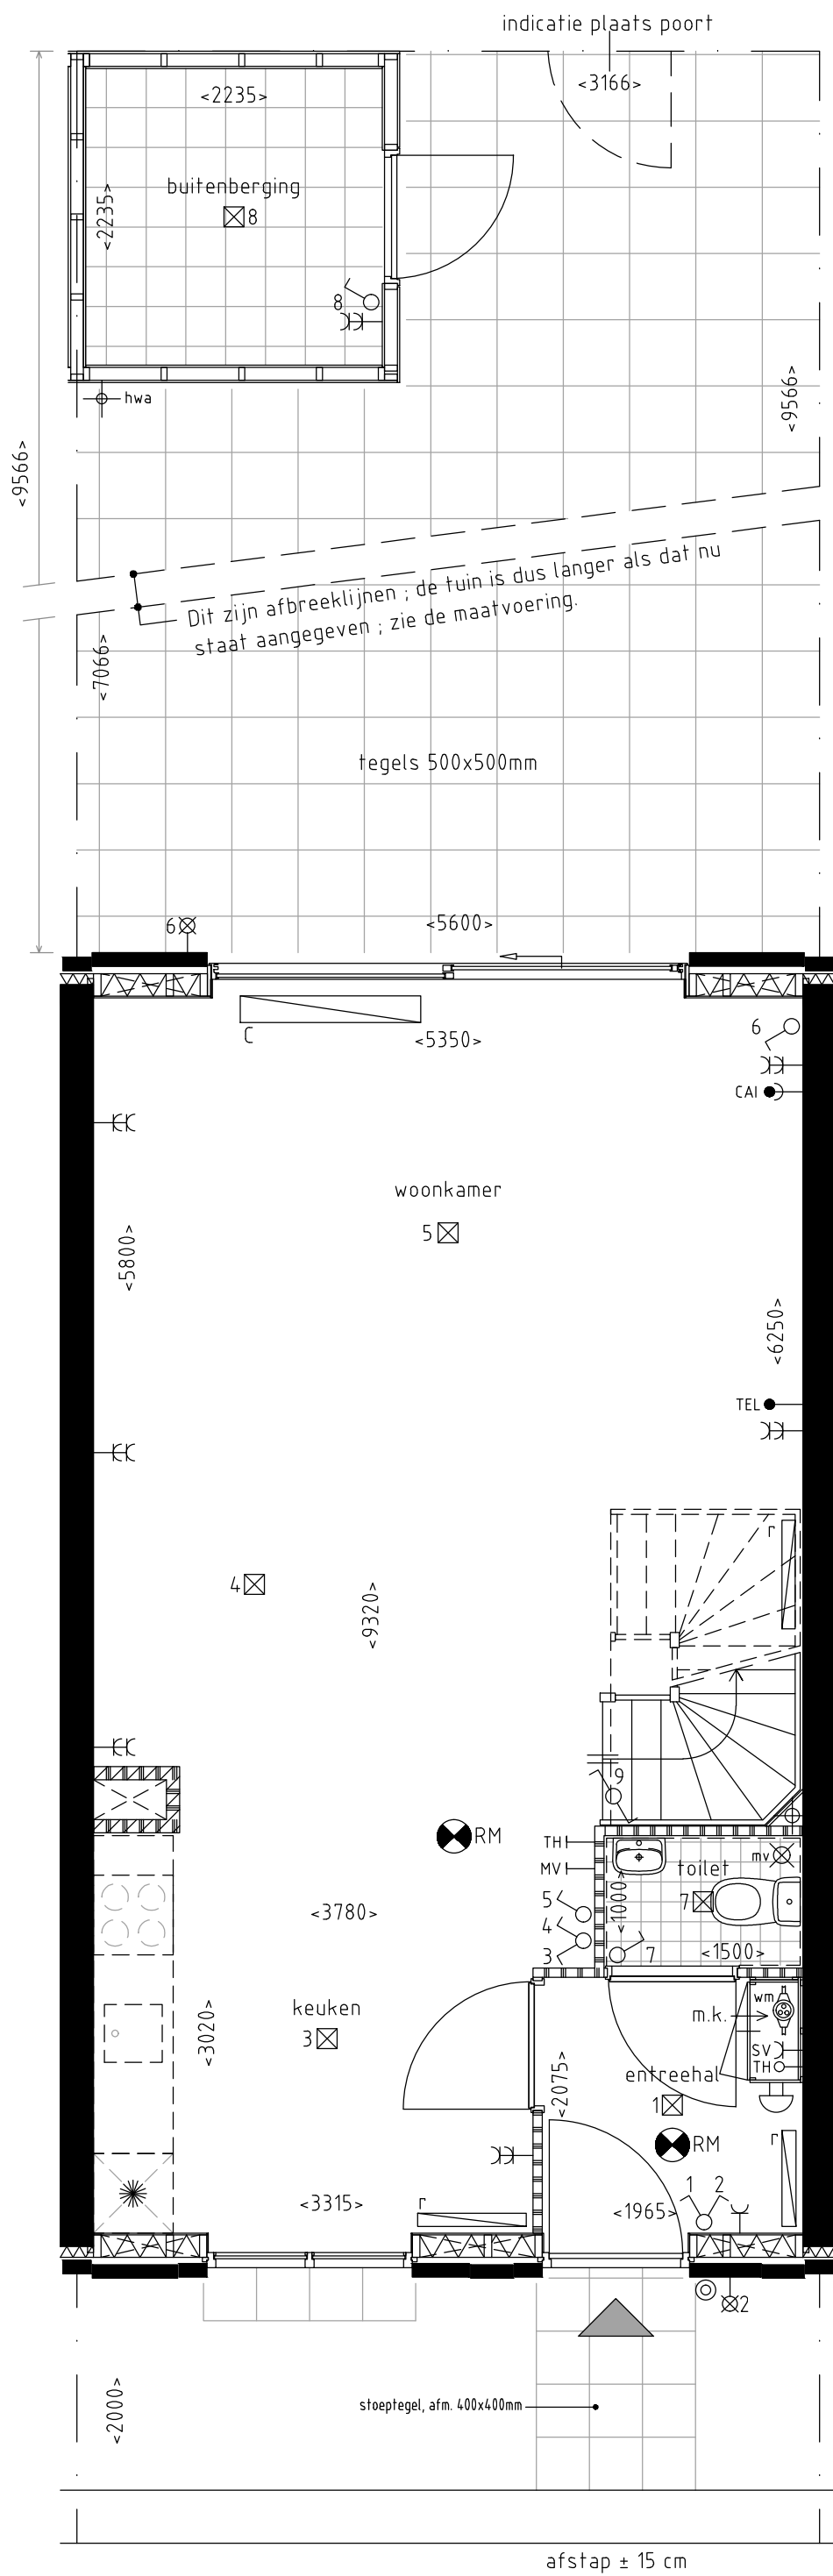 indicatie plaats poort
<3166>
<2235>
buitenberging
8
<2235>
8
hwa
<9566>
<9566>
Dit zijn afbreeklijnen ; de tuin is dus langer als dat nu
staat aangegeven ; zie de maatvoering.
<7066>
tegels 500x500mm
6
<5600>
C
<5350>
6
CAI
woonkamer
5
<5800>
<6250>
TEL
r
4
<9320>
9
RM
TH
MV
mv
toilet
7
<1000>
5
4
3
7
<1500>
<3780>
keuken
3
<3020>
wm
m.k.
SV
TH
entreehal
1
<2075>
RM
r
r
<3315>
<1965>
1
2
2
stoeptegel, afm. 400x400mm
<2000>
afstap ± 15 cm